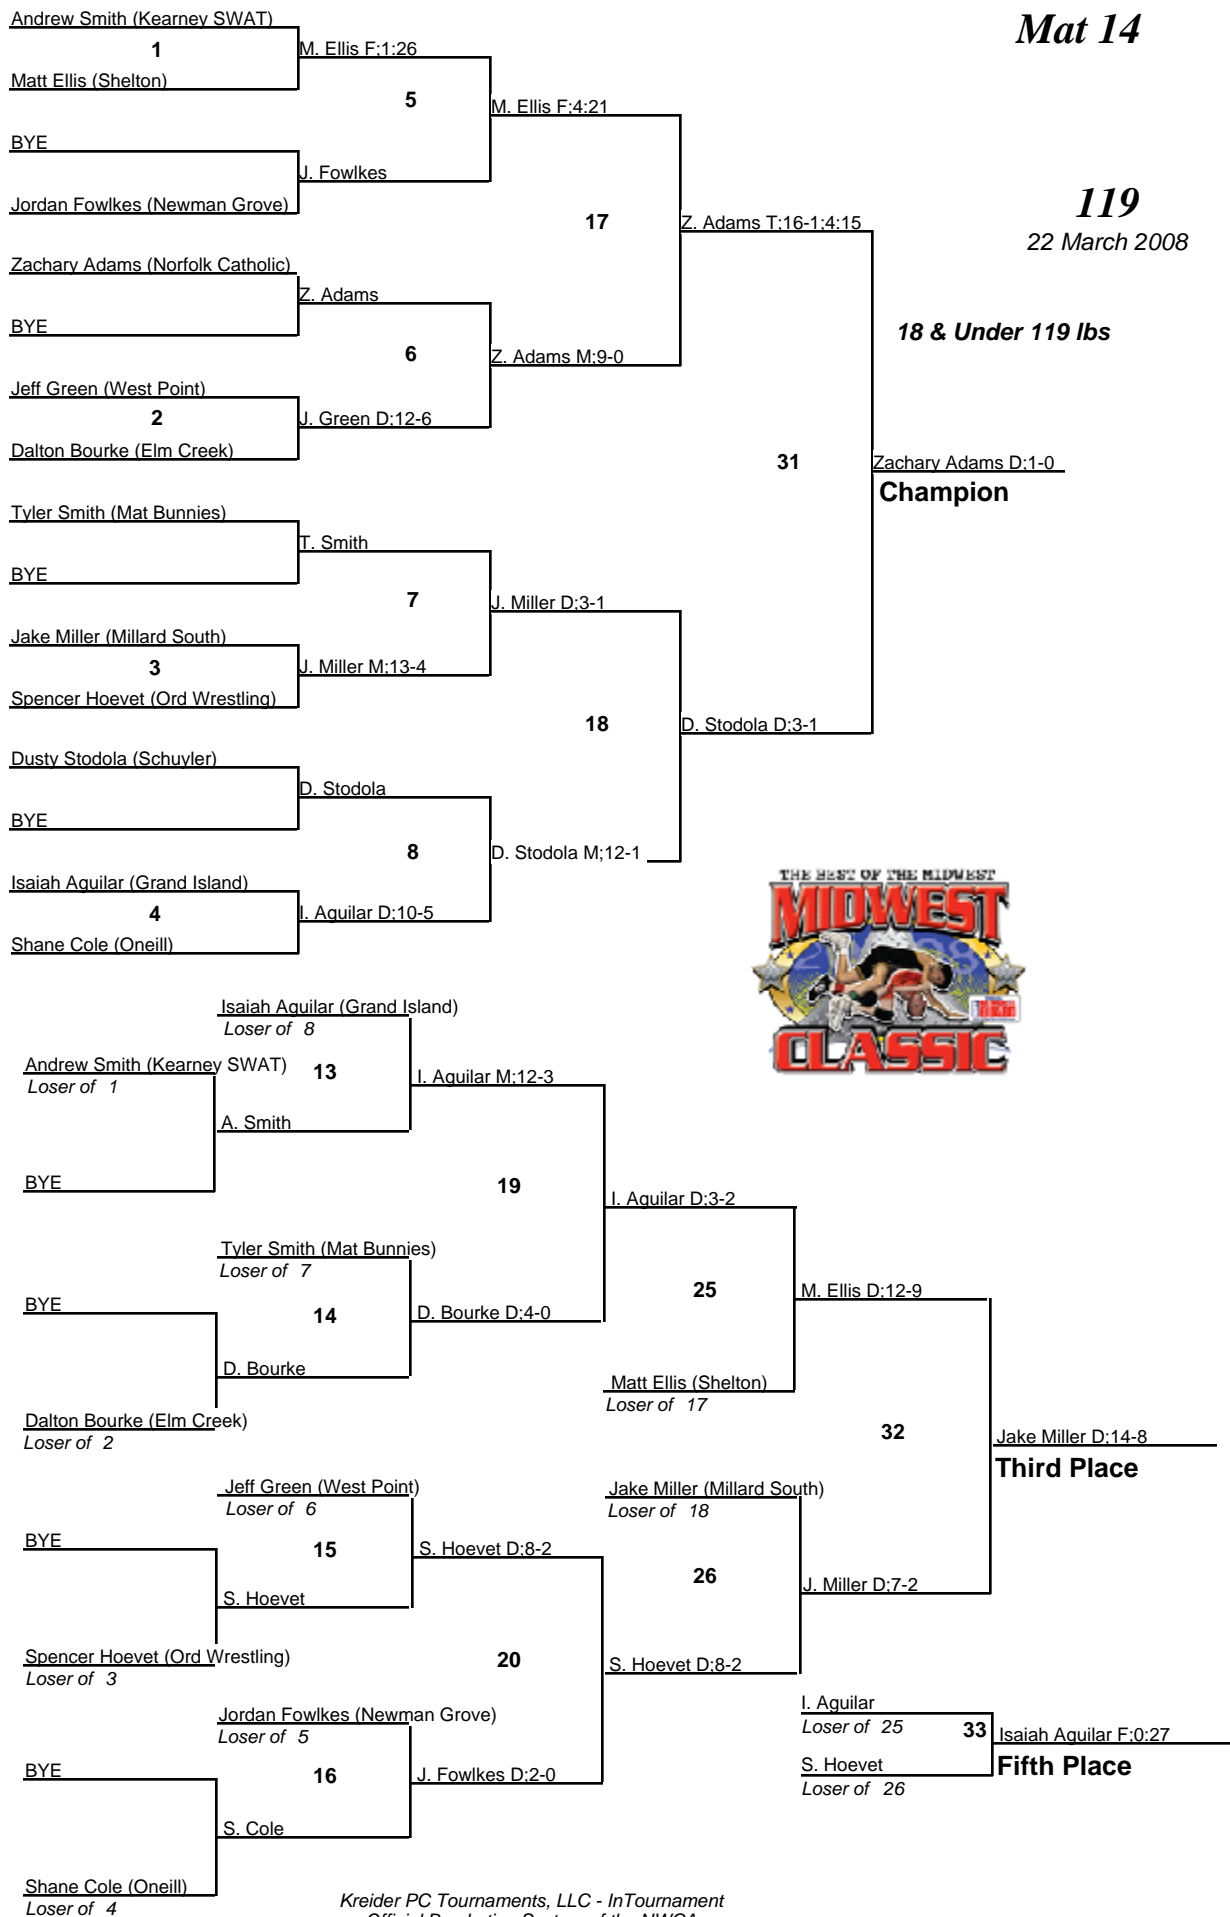 Andrew Smith (Kearney SWAT)
Mat 14
1
M. Ellis F;1:26
Matt Ellis (Shelton)
5
M. Ellis F;4:21
BYE
J. Fowlkes
Jordan Fowlkes (Newman Grove)
119
17
Z. Adams T;16-1;4:15
22 March 2008
Zachary Adams (Norfolk Catholic)
Z. Adams
BYE
18 & Under 119 lbs
6
Z. Adams M;9-0
Jeff Green (West Point)
2
J. Green D;12-6
Dalton Bourke (Elm Creek)
31
Zachary Adams D;1-0
Champion
Tyler Smith (Mat Bunnies)
T. Smith
BYE
7
J. Miller D;3-1
Jake Miller (Millard South)
3
J. Miller M;13-4
Spencer Hoevet (Ord Wrestling)
18
D. Stodola D;3-1
Dusty Stodola (Schuyler)
D. Stodola
BYE
8
D. Stodola M;12-1
Isaiah Aguilar (Grand Island)
4
I. Aguilar D;10-5
Shane Cole (Oneill)
THE BEST OF THE MIDWEST
MIDWEST
CLASSIC
Isaiah Aguilar (Grand Island)
Loser of 8
Andrew Smith (Kearney SWAT)
13
I. Aguilar M;12-3
Loser of 1
A. Smith
BYE
19
I. Aguilar D;3-2
Tyler Smith (Mat Bunnies)
Loser of 7
25
M. Ellis D;12-9
BYE
14
D. Bourke D;4-0
D. Bourke
Matt Ellis (Shelton)
Loser of 17
Dalton Bourke (Elm Creek)
Loser of 2
32
Jake Miller D;14-8
Third Place
Jeff Green (West Point)
Loser of 6
Jake Miller (Millard South)
Loser of 18
BYE
15
S. Hoevet D;8-2
26
J. Miller D;7-2
S. Hoevet
Spencer Hoevet (Ord Wrestling)
Loser of 3
20
S. Hoevet D;8-2
I. Aguilar
Jordan Fowlkes (Newman Grove)
Loser of 5
Loser of 25
33
Isaiah Aguilar F;0:27
BYE
16
J. Fowlkes D;2-0
S. Hoevet
Fifth Place
Loser of 26
S. Cole
Shane Cole (Oneill)
Loser of 4
Kreider PC Tournaments, LLC - InTournament